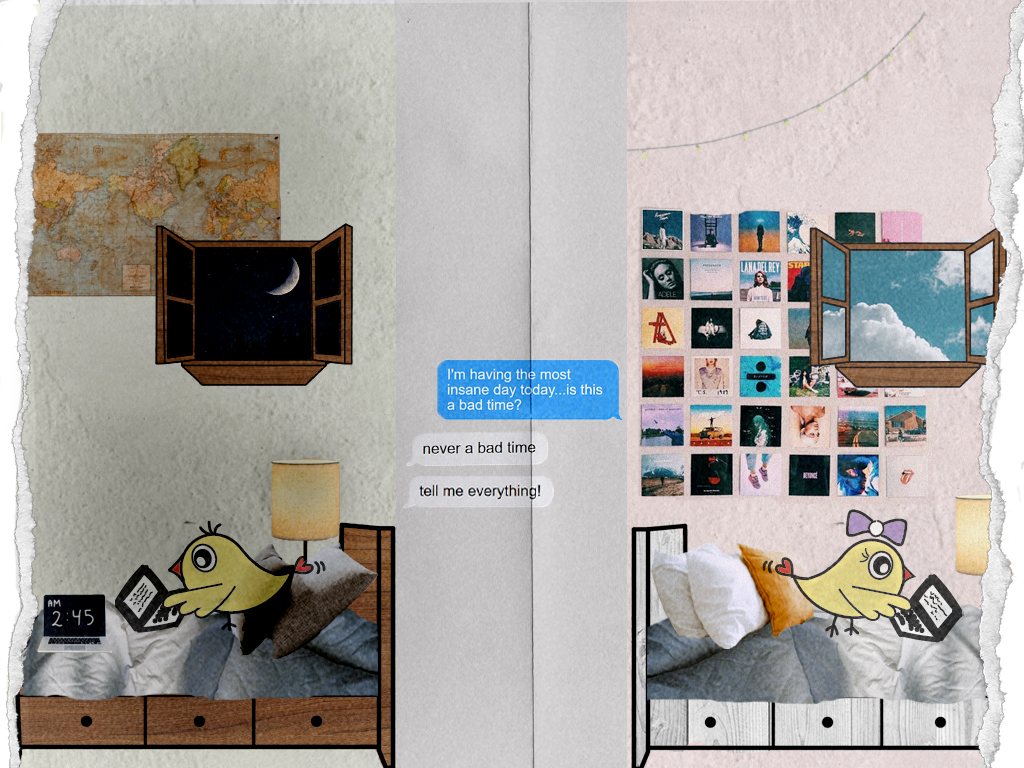 ADELE
LANA DEL REY
I'm having the most
insane day today...is this
a bad time?
never a bad time
tell me everything!
AM
2:45